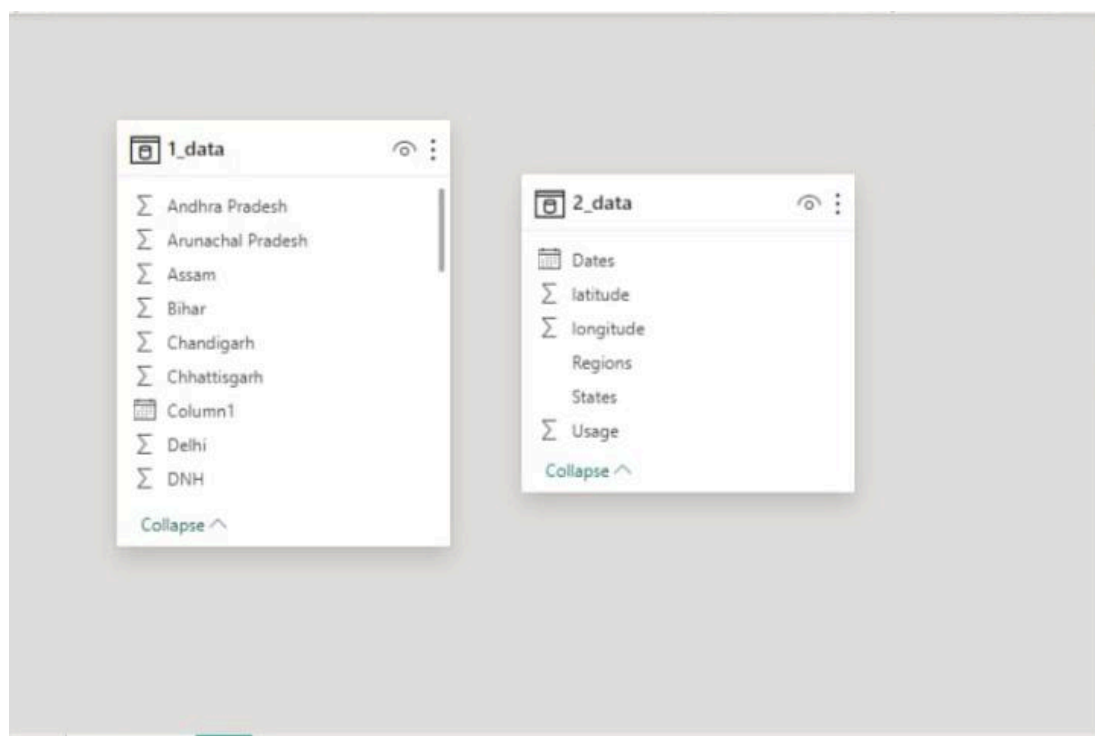 1_data
Andhra Pradesh
Arunachal Pradesh
Assam
Bihar
Chandigarh
Chhattisgarh
Column1
Delhi
DNH
Collapse
2_data
Dates
latitude
longitude
Regions
States
Usage
Collapse